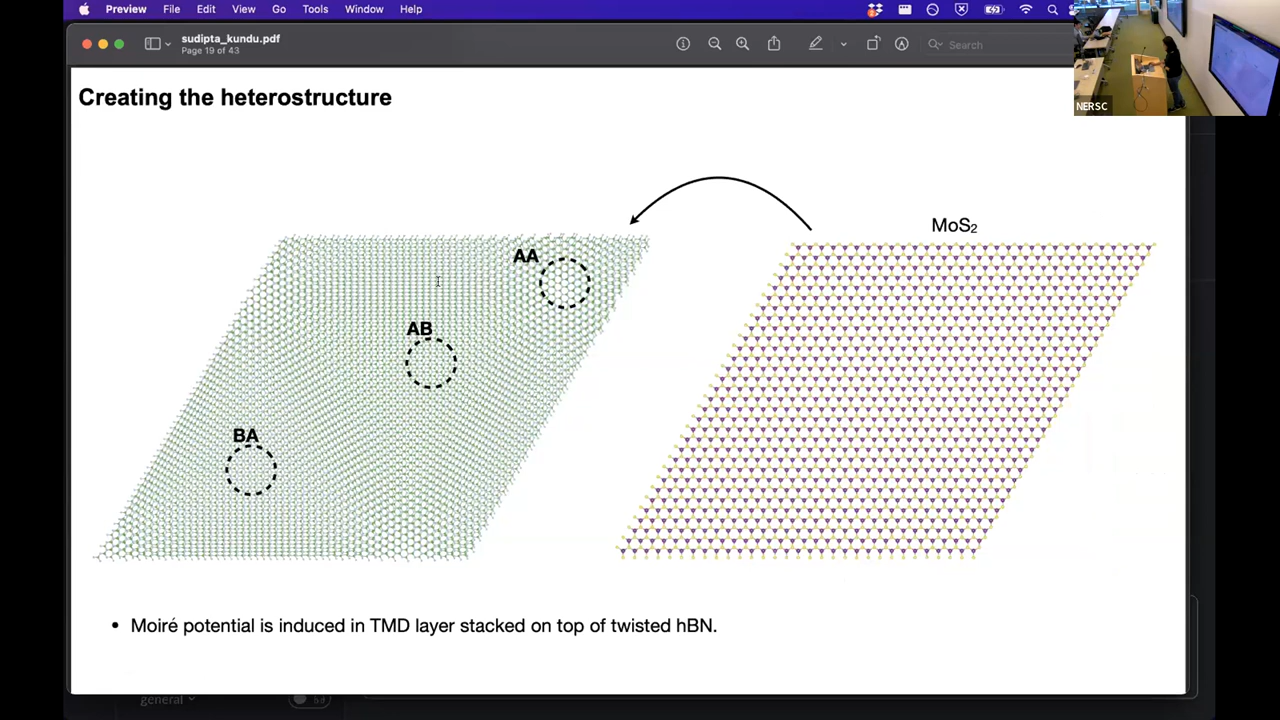 Preview File Edit View Go Tools Window Help
sudipta_kundu.pdf
Page 19 of 43
Search
NERSC
Creating the heterostructure
MoS₂
AA
AB
BA
• Moiré potential is induced in TMD layer stacked on top of twisted hBN.
general